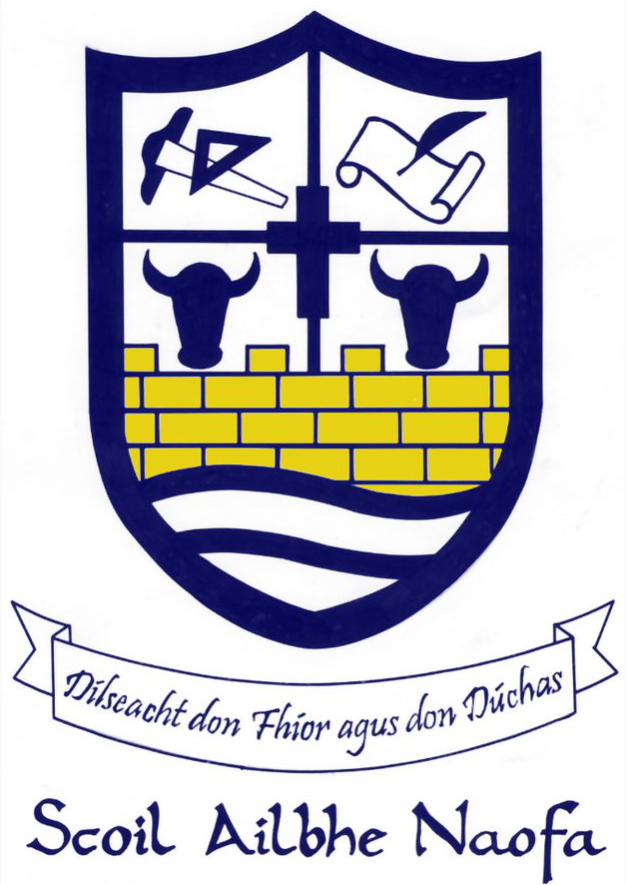 Dílseacht don Fhíor agus don Dúchas
Scoil Ailbhe Naofa